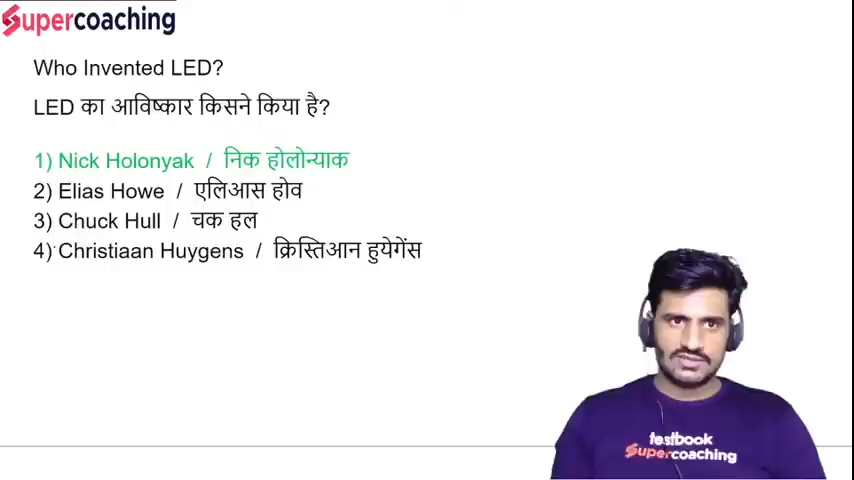 Supercoaching
Who Invented LED?
LED का आविष्कार किसने किया है?
1) Nick Holonyak / निक होलोन्याक
2) Elias Howe / एलिआस होव
3) Chuck Hull / चक हल
4) Christiaan Huygens / क्रिस्तिआन हुयेगेंस
testbook
Supercoaching